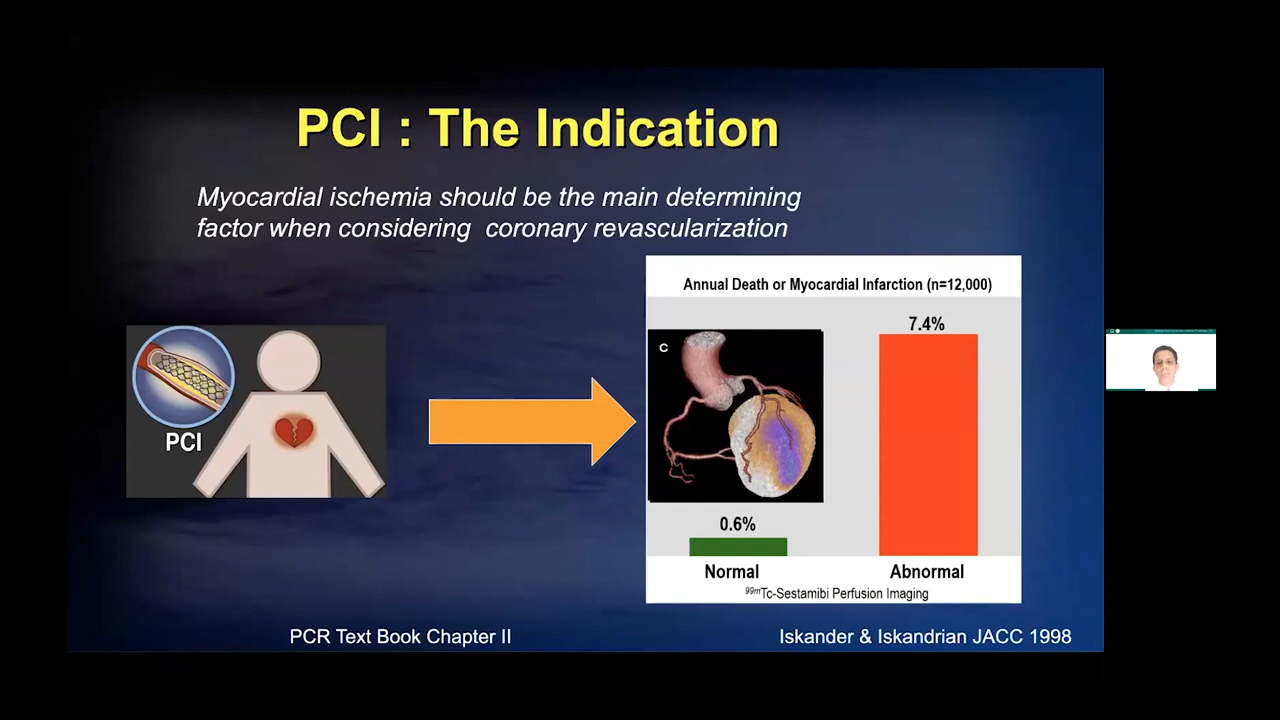 PCI : The Indication
Myocardial ischemia should be the main determining
factor when considering coronary revascularization
PCI
Annual Death or Myocardial Infarction (n=12,000)
C
7.4%
0.6%
Normal
Abnormal
99mTc-Sestamibi Perfusion Imaging
PCR Text Book Chapter II
Iskander & Iskandrian JACC 1998